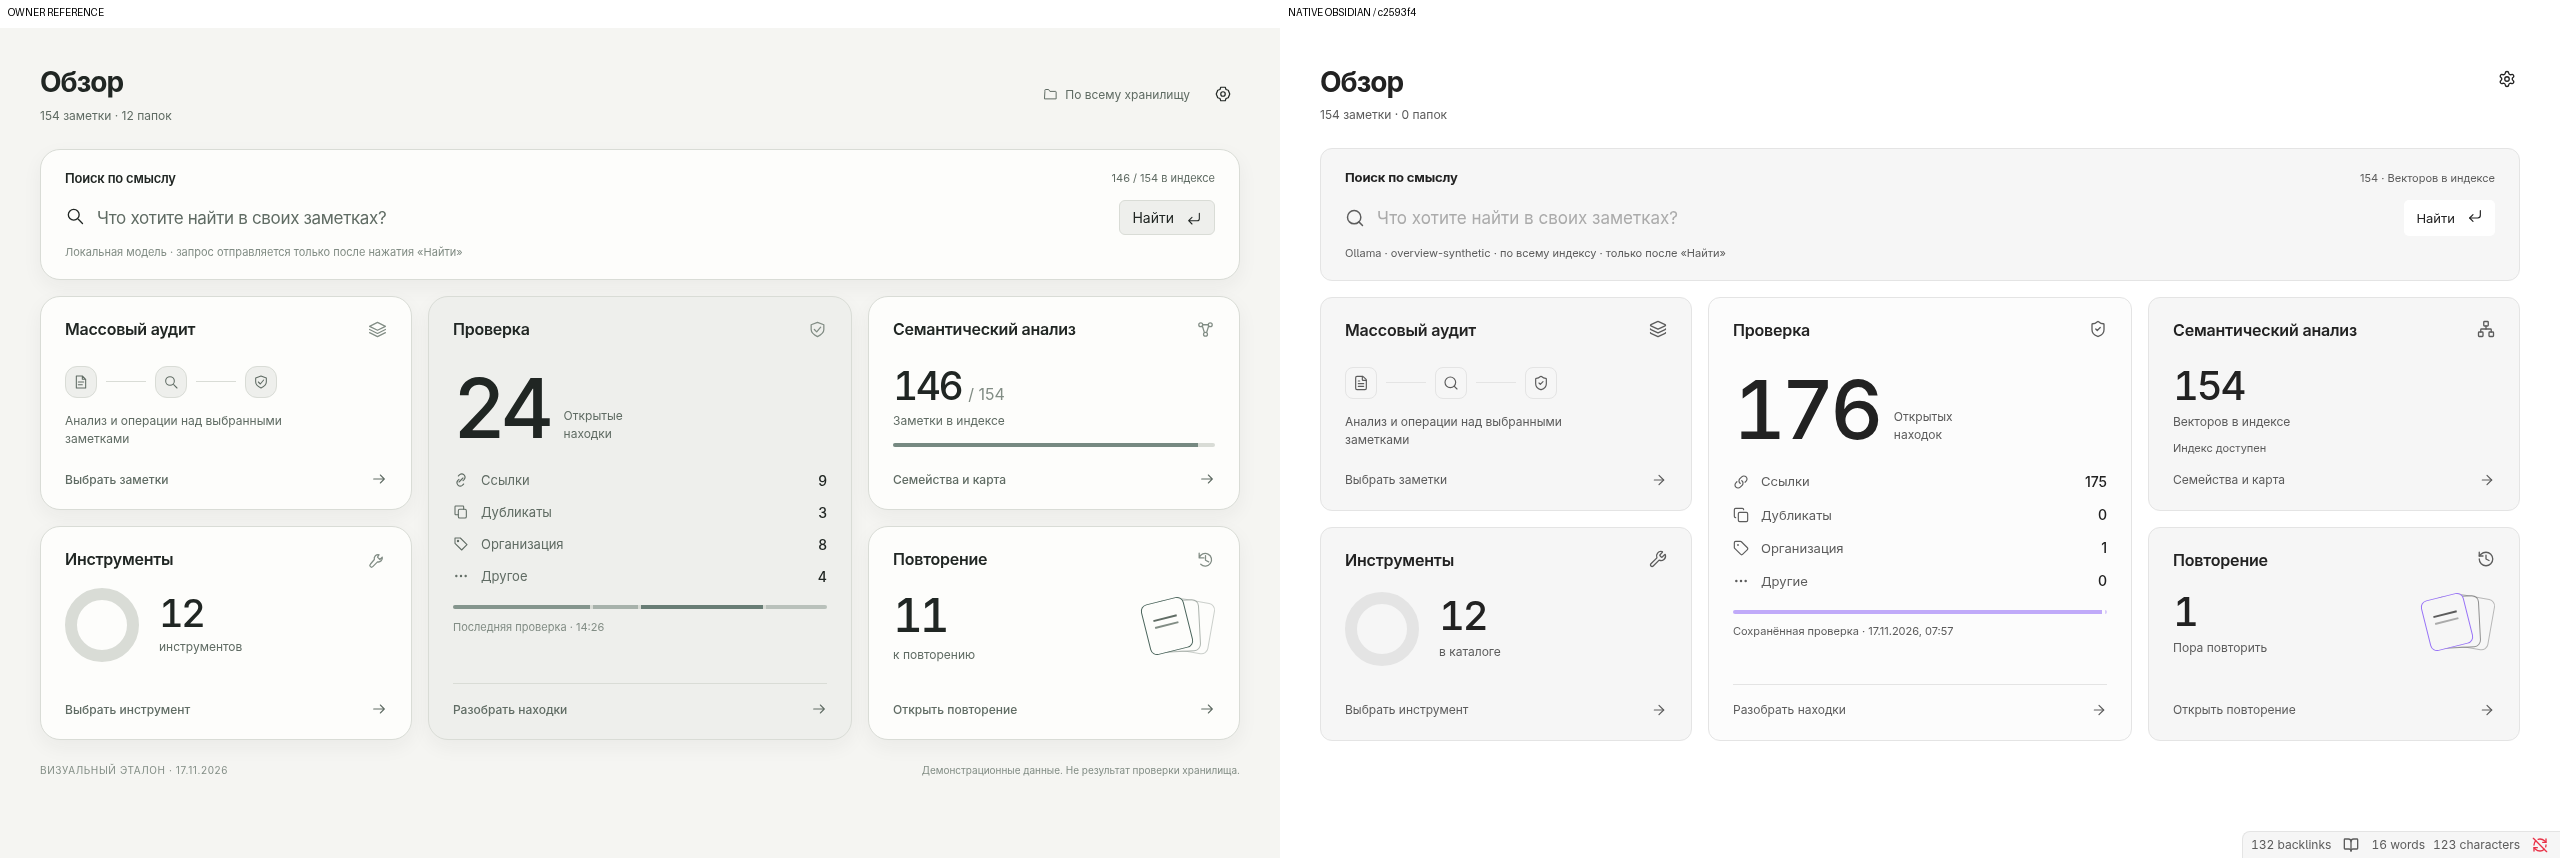 OWNER REFERENCE
Обзор
154 заметки · 12 папок
По всему хранилищу
Поиск по смыслу
146 / 154 в индексе
Что хотите найти в своих заметках?
Найти
Локальная модель · запрос отправляется только после нажатия «Найти»
Массовый аудит
Анализ и операции над выбранными
заметками
Выбрать заметки
Проверка
24
Открытые
находки
Ссылки 9
Дубликаты 3
Организация 8
Другое 4
Последняя проверка · 14:26
Разобрать находки
Семантический анализ
146 / 154
Заметки в индексе
Семейства и карта
Инструменты
12
инструментов
Выбрать инструмент
Повторение
11
к повторению
Открыть повторение
ВИЗУАЛЬНЫЙ ЭТАЛОН · 17.11.2026
Демонстрационные данные. Не результат проверки хранилища.
NATIVE OBSIDIAN / c2593f4
Обзор
154 заметки · 0 папок
Поиск по смыслу
154 · Векторов в индексе
Что хотите найти в своих заметках?
Найти
Ollama · overview-synthetic · по всему индексу · только после «Найти»
Массовый аудит
Анализ и операции над выбранными
заметками
Выбрать заметки
Проверка
176
Открытых
находок
Ссылки 175
Дубликаты 0
Организация 1
Другие 0
Сохранённая проверка · 17.11.2026, 07:57
Разобрать находки
Семантический анализ
154
Векторов в индексе
Индекс доступен
Семейства и карта
Инструменты
12
в каталоге
Выбрать инструмент
Повторение
1
Пора повторить
Открыть повторение
132 backlinks
16 words 123 characters